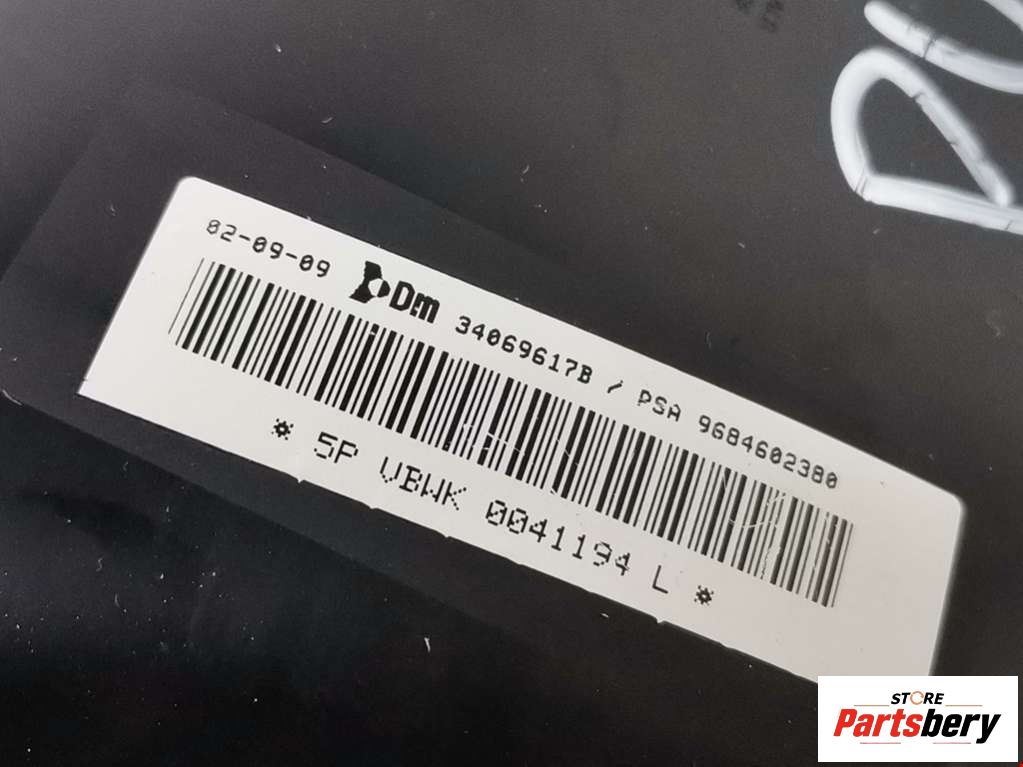 02-09-09 Dm 34069617B / PSA 9684602380
* 5P VBWK 0041194 L *
STORE
Partsbery